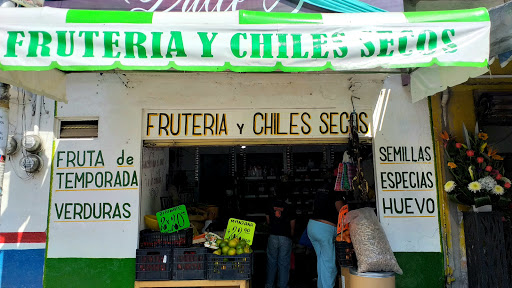 FRUTERIA Y CHILES SECOS
FRUTERIA Y CHILES SECOS
FRUTA de
TEMPORADA
VERDURAS
SEMILLAS
ESPECIAS
HUEVO